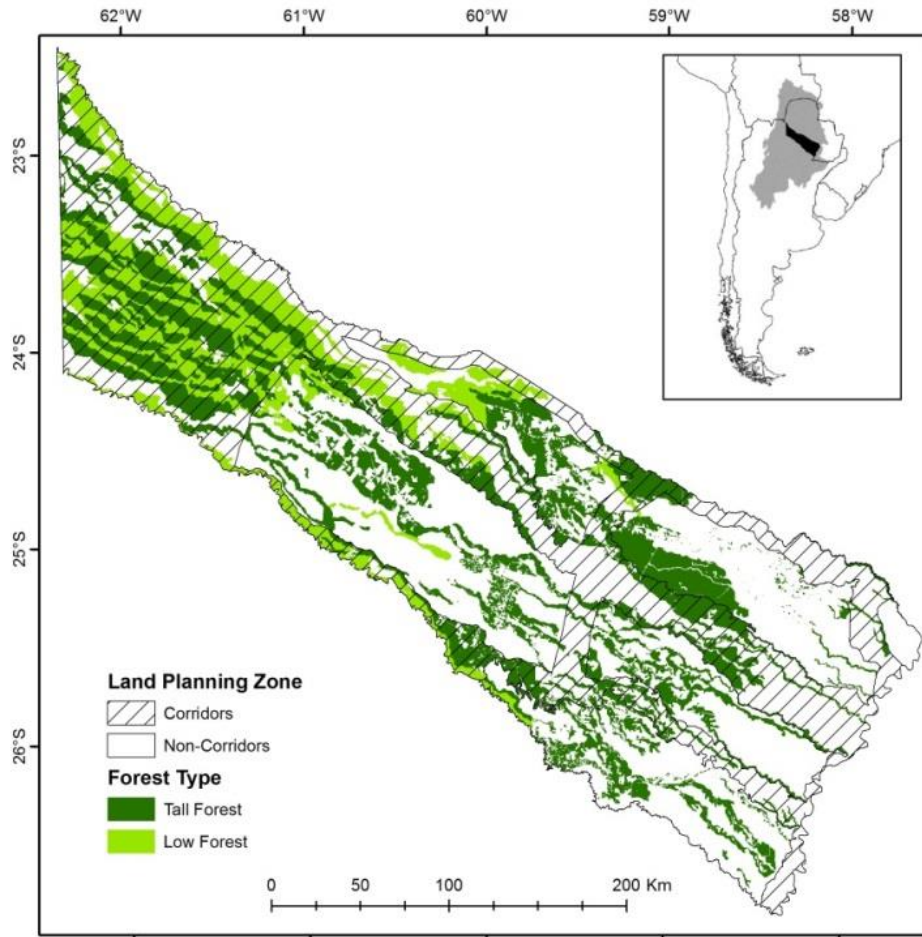 62°W 61°W 60°W 59°W 58°W
23°S
24°S
25°S
26°S
Land Planning Zone
Corridors
Non-Corridors
Forest Type
Tall Forest
Low Forest
0 50 100 200 Km